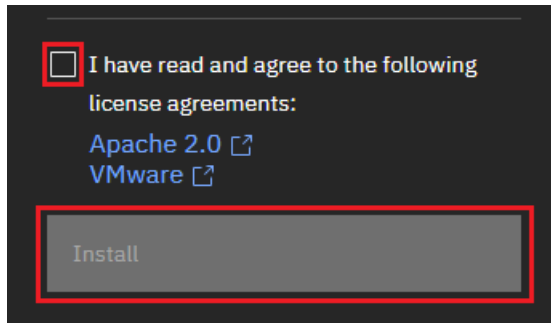 I have read and agree to the following
license agreements:
Apache 2.0
VMware
Install